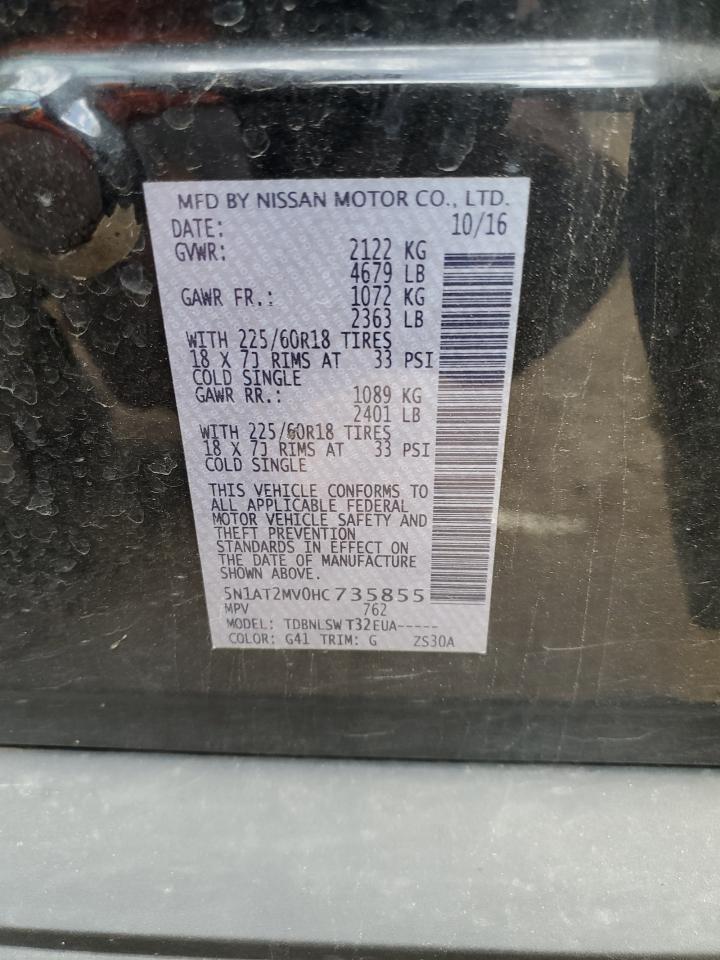 MFD BY NISSAN MOTOR CO., LTD.
DATE: 10/16
GVWR: 2122 KG
4679 LB
GAWR FR.: 1072 KG
2363 LB
WITH 225/60R18 TIRES
18 X 7J RIMS AT 33 PSI
COLD SINGLE
GAWR RR.: 1089 KG
2401 LB
WITH 225/60R18 TIRES
18 X 7J RIMS AT 33 PSI
COLD SINGLE
THIS VEHICLE CONFORMS TO
ALL APPLICABLE FEDERAL
MOTOR VEHICLE SAFETY AND
THEFT PREVENTION
STANDARDS IN EFFECT ON
THE DATE OF MANUFACTURE
SHOWN ABOVE.
5N1AT2MV0HC735855
MPV 762
MODEL: TDBNLSW T32EUA-----
COLOR: G41 TRIM: G ZS30A